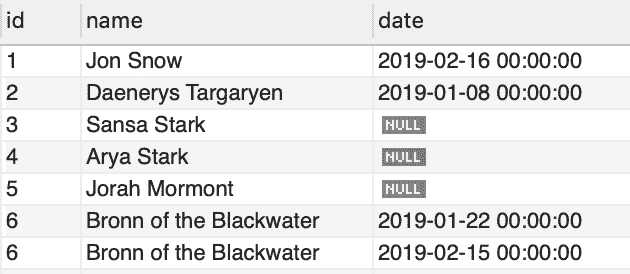 id name date
1 Jon Snow 2019-02-16 00:00:00
2 Daenerys Targaryen 2019-01-08 00:00:00
3 Sansa Stark NULL
4 Arya Stark NULL
5 Jorah Mormont NULL
6 Bronn of the Blackwater 2019-01-22 00:00:00
6 Bronn of the Blackwater 2019-02-15 00:00:00